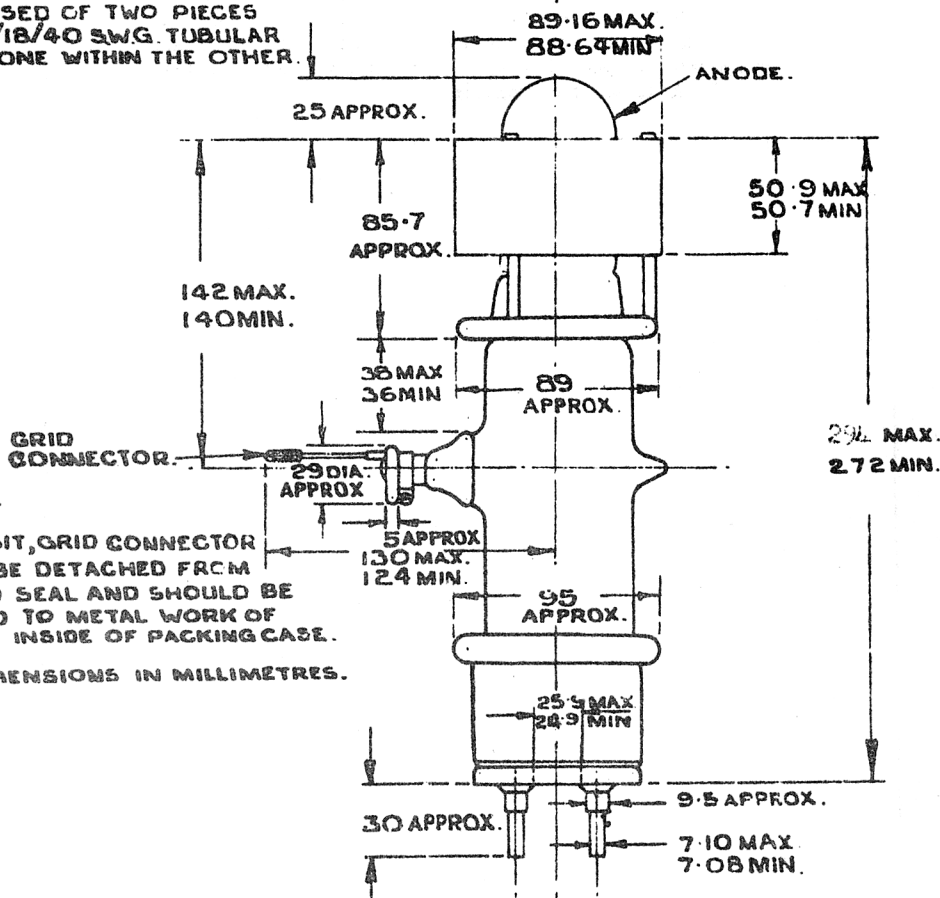 SED OF TWO PIECES
/18/40 S.W.G. TUBULAR
ONE WITHIN THE OTHER.
89·16 MAX.
88·64 MIN
ANODE.
25 APPROX.
50·9 MAX
50·7 MIN
85·7
APPROX.
142 MAX.
140 MIN.
38 MAX
36 MIN
89
APPROX.
GRID
CONNECTOR.
MAX.
272 MIN.
29 DIA.
APPROX
5 APPROX
130 MAX.
124 MIN.
SIT, GRID CONNECTOR
BE DETACHED FROM
SEAL AND SHOULD BE
TO METAL WORK OF
INSIDE OF PACKING CASE.
95
APPROX.
ENSIONS IN MILLIMETRES.
MAX
24·9 MIN
30 APPROX.
9·5 APPROX.
7·10 MAX
7·08 MIN.